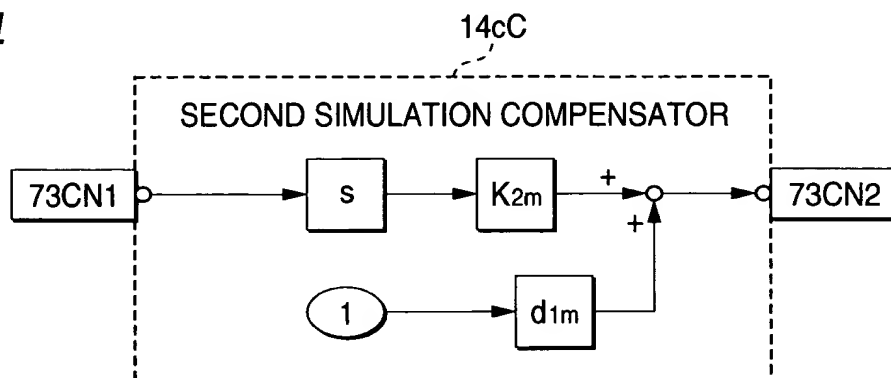 14cC
SECOND SIMULATION COMPENSATOR
73CN1
s
K2m
+
73CN2
+
1
d1m